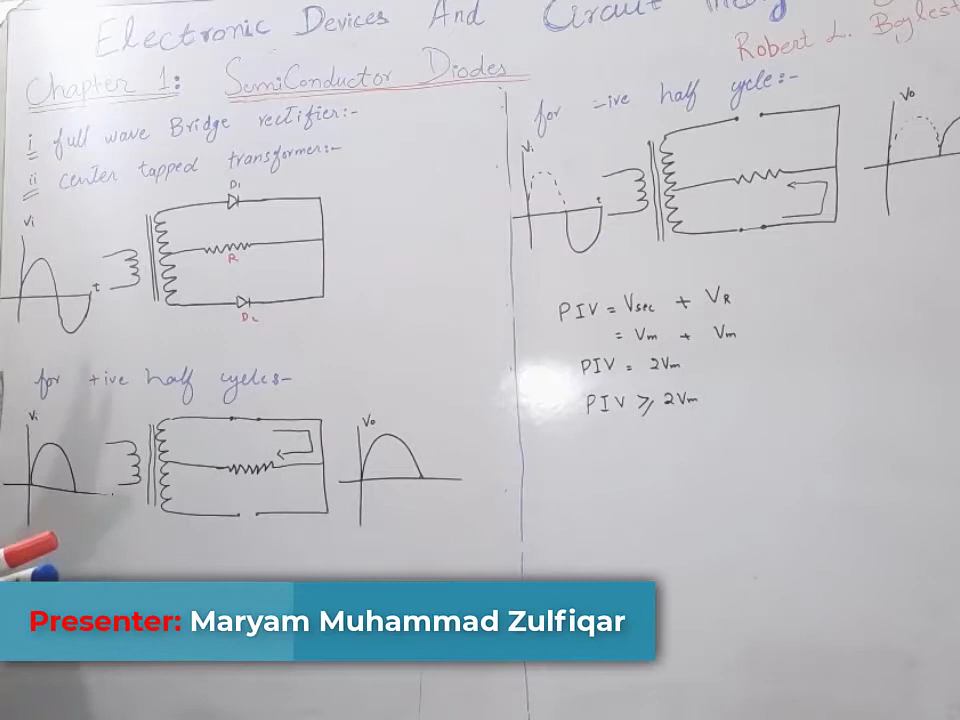 Electronic Devices And Circuit Theory
Robert L. Boylest
Chapter 1: SemiConductor Diodes
i full wave Bridge rectifier:-
ii center tapped transformer:-
D1
Vi
R
t
D2
for +ive half cycle:-
Vi
Vo
for -ive half cycle:-
Vo
Vi
t
PIV = Vsec + VR
= Vm + Vm
PIV = 2Vm
PIV ⩾ 2Vm
Presenter: Maryam Muhammad Zulfiqar